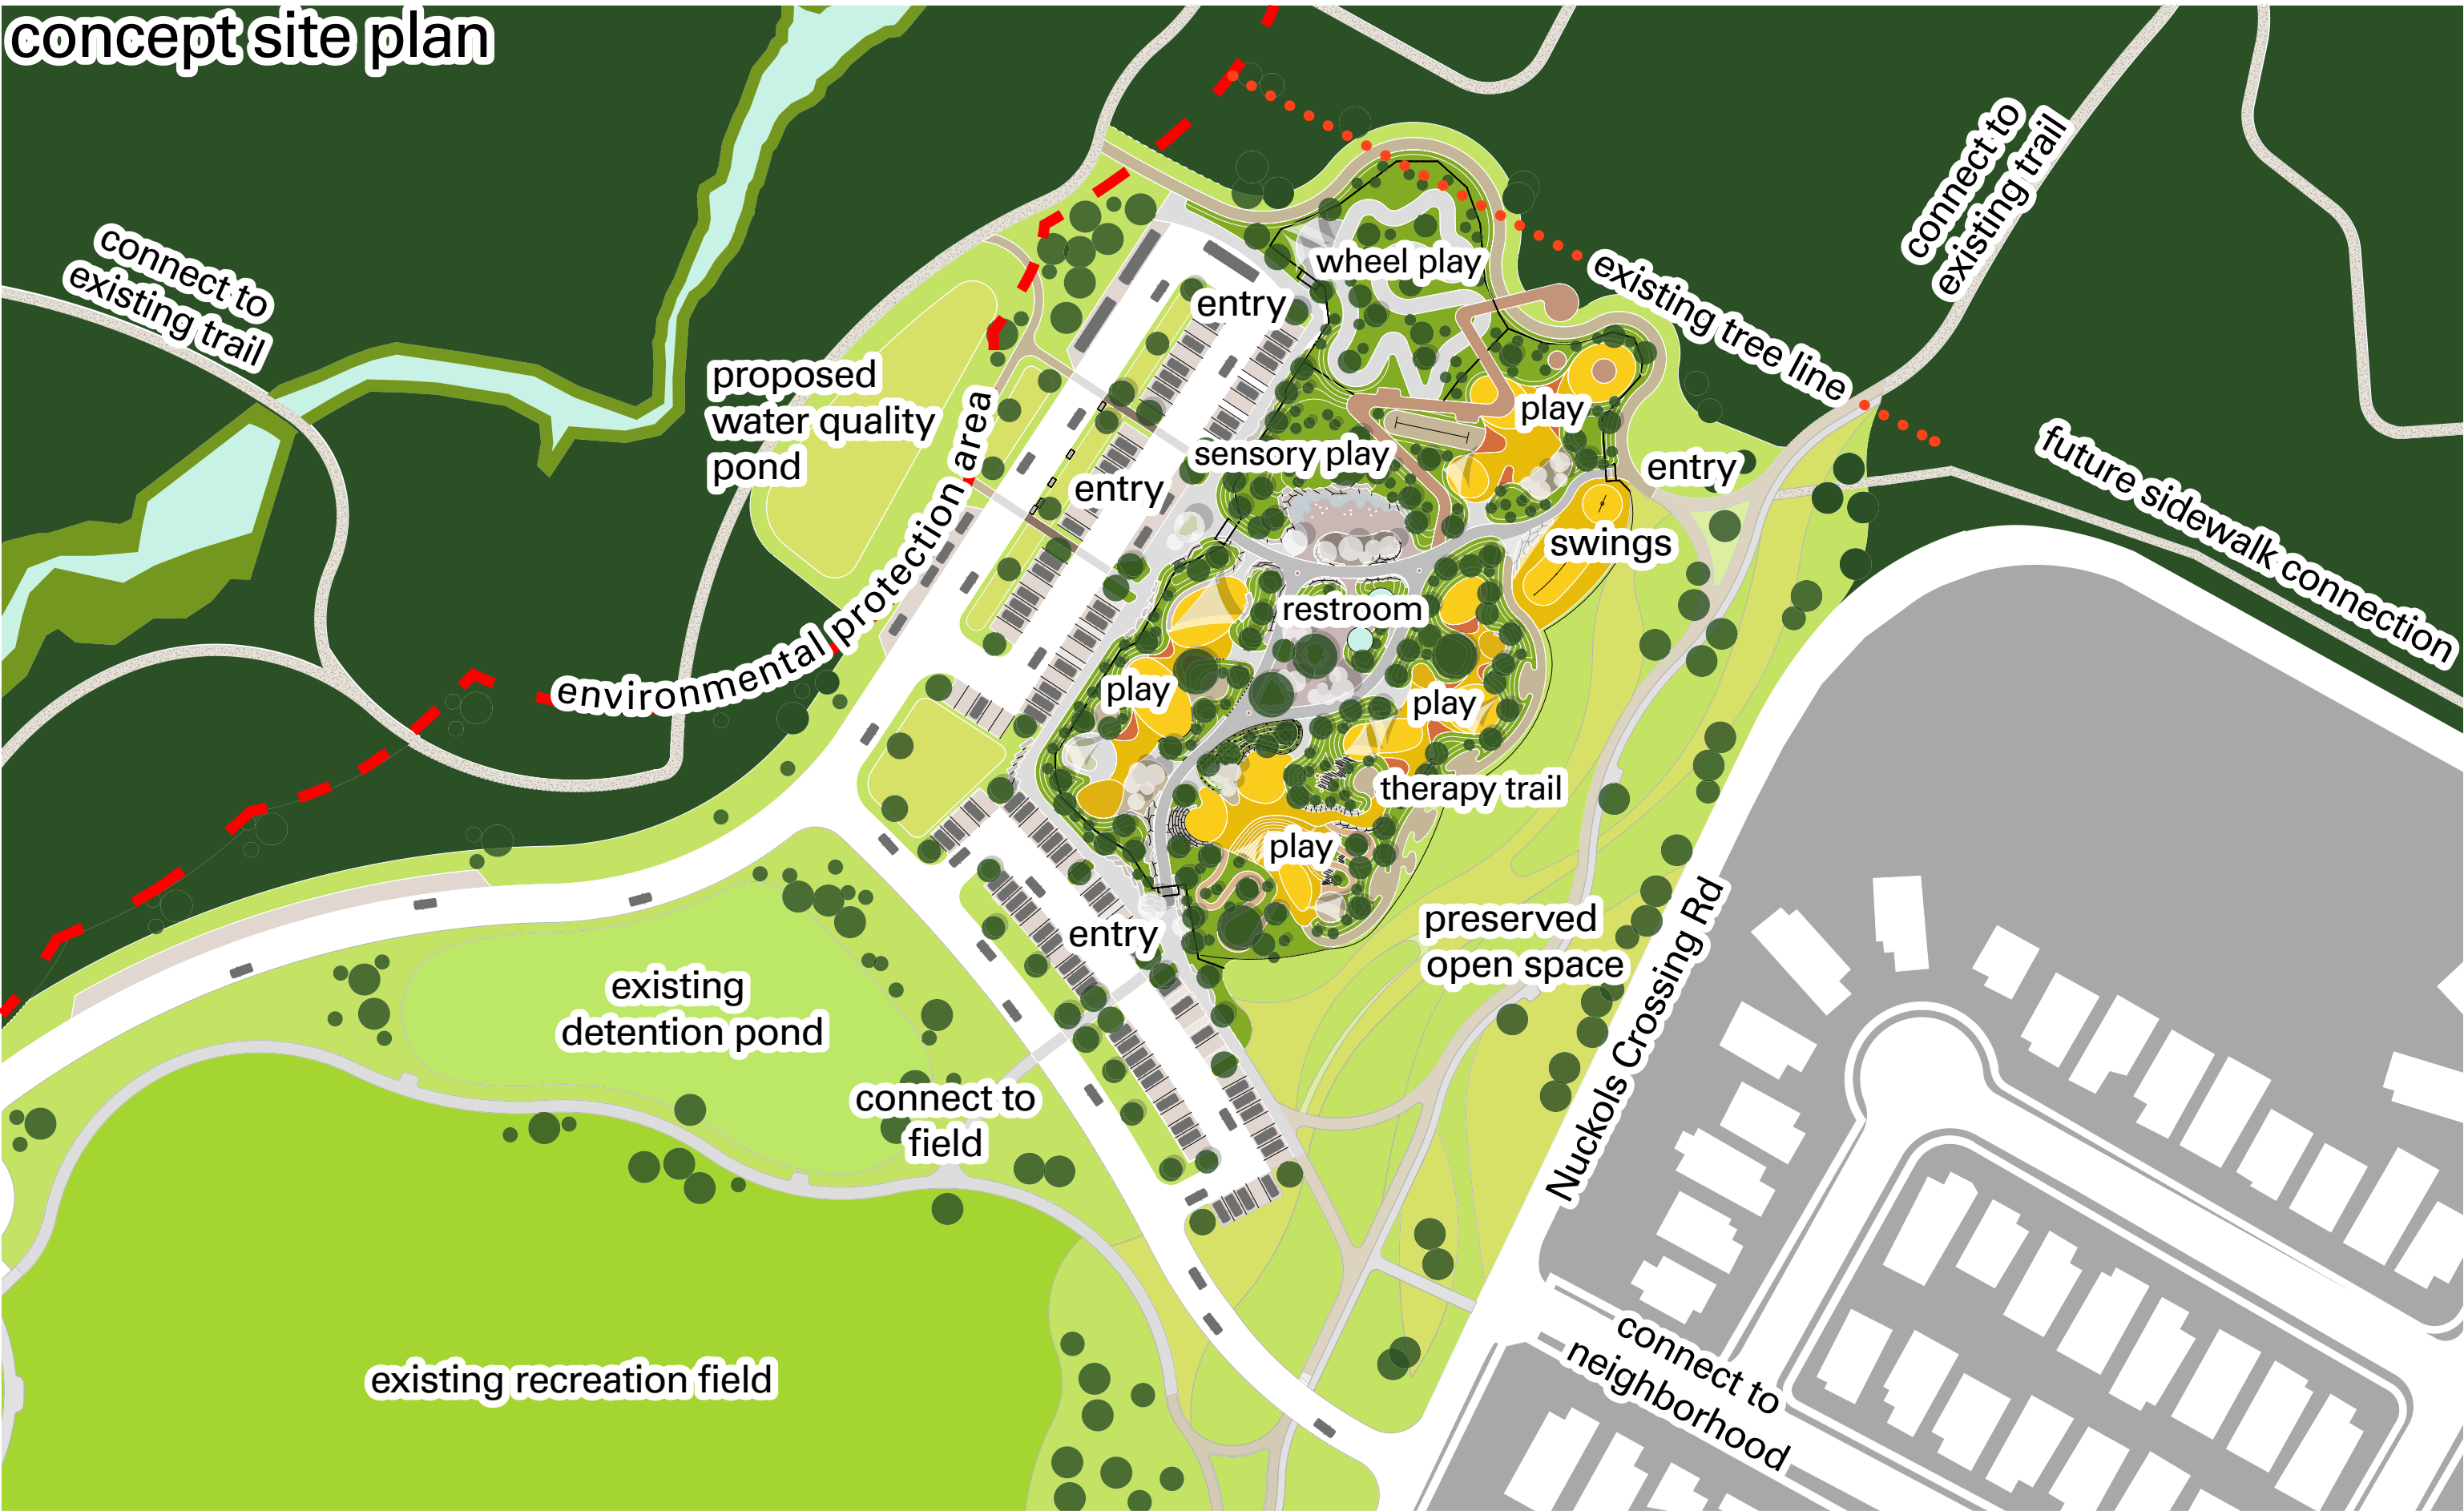 concept site plan
connect to
existing trail
connect to
existing trail
wheel play
entry
existing tree line
proposed
water quality
pond
play
sensory play
entry
entry
future sidewalk connection
environmental protection area
swings
restroom
play
play
therapy trail
play
entry
preserved
open space
Nuckols Crossing Rd
existing
detention pond
connect to
field
existing recreation field
connect to
neighborhood